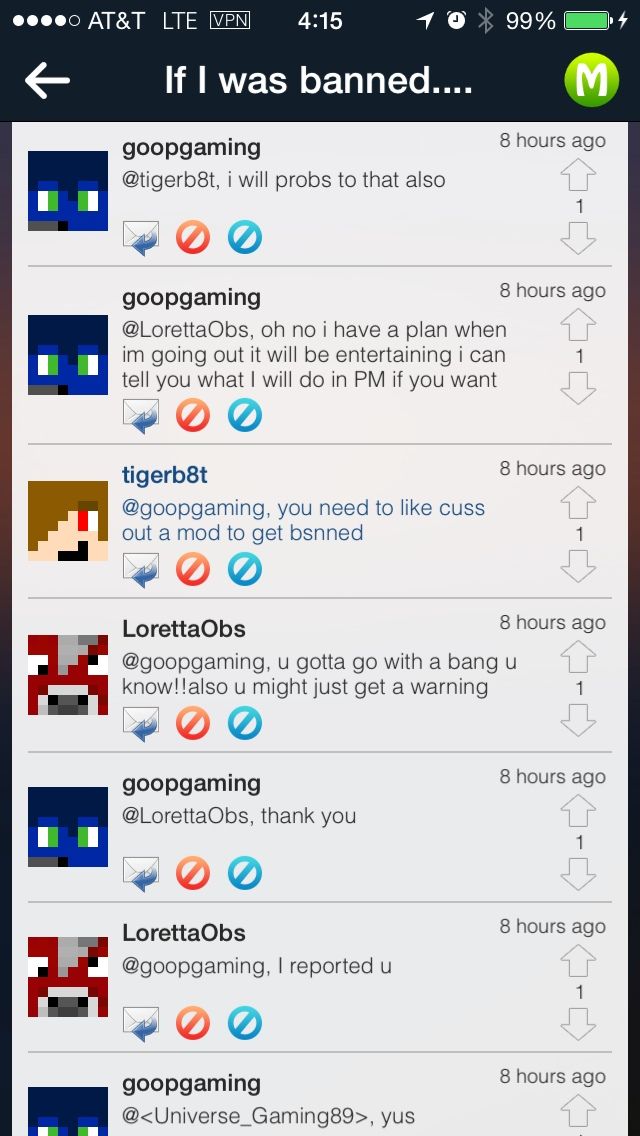 AT&T LTE VPN 4:15 99%
If I was banned....
M
goopgaming 8 hours ago
@tigerb8t, i will probs to that also
1
goopgaming 8 hours ago
@LorettaObs, oh no i have a plan when
im going out it will be entertaining i can
tell you what I will do in PM if you want
1
tigerb8t 8 hours ago
@goopgaming, you need to like cuss
out a mod to get bsnned
1
LorettaObs 8 hours ago
@goopgaming, u gotta go with a bang u
know!!also u might just get a warning
1
goopgaming 8 hours ago
@LorettaObs, thank you
1
LorettaObs 8 hours ago
@goopgaming, I reported u
1
goopgaming 8 hours ago
@<Universe_Gaming89>, yus